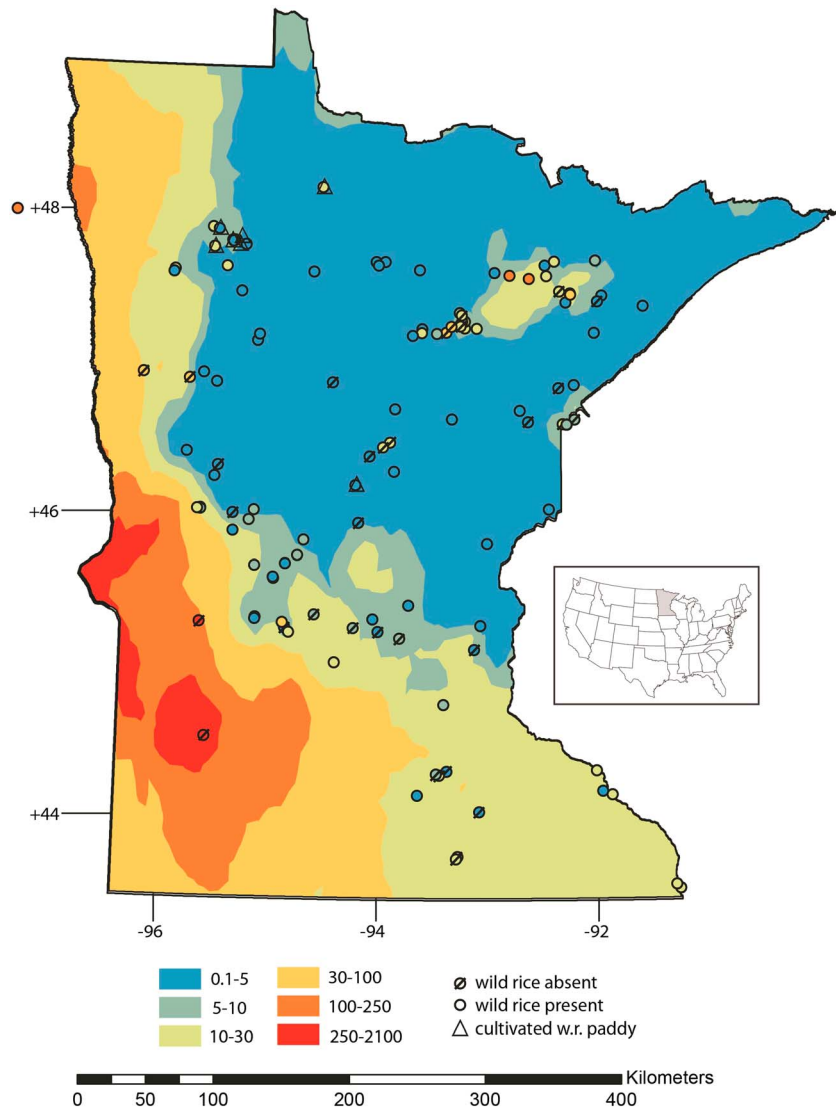 +48
+46
+44
-96 -94 -92
0.1-5 30-100 wild rice absent
5-10 100-250 wild rice present
10-30 250-2100 cultivated w.r. paddy
Kilometers
0 50 100 200 300 400